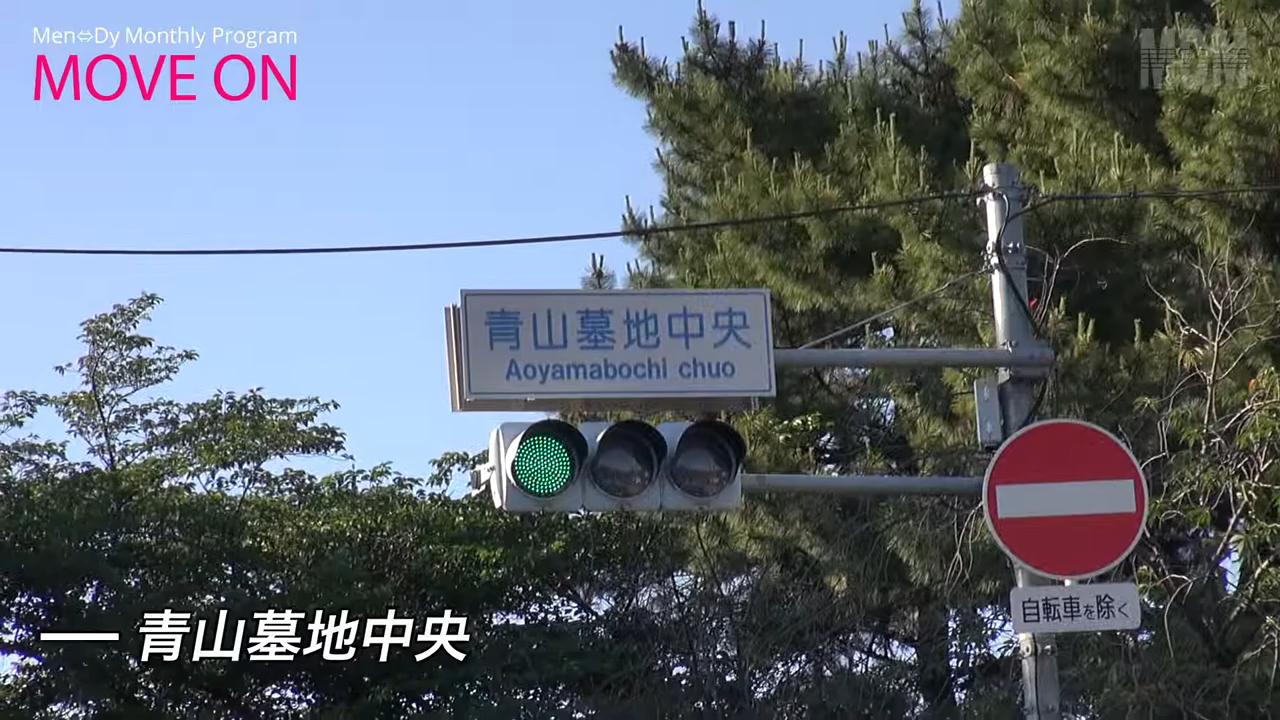 Men⇔Dy Monthly Program
MOVE ON
MOM
青山墓地中央
Aoyamabochi chuo
自転車を除く
── 青山墓地中央